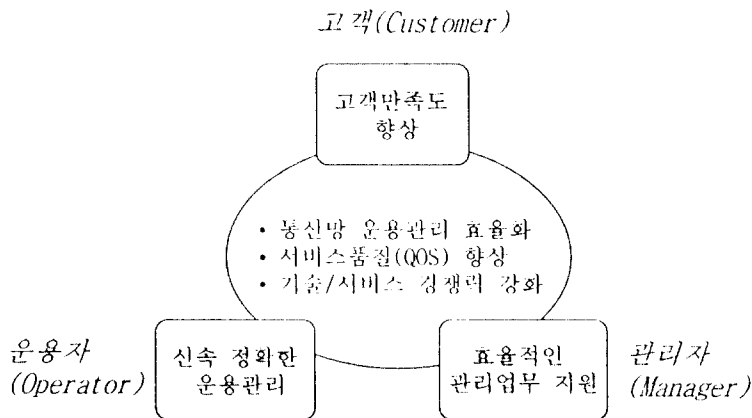 고객(Customer)
고객만족도
향상
• 통신망 운용관리 효율화
• 서비스품질(QOS) 향상
• 기술/서비스 경쟁력 강화
운용자
(Operator)
신속 정확한
운용관리
효율적인
관리업무 지원
관리자
(Manager)